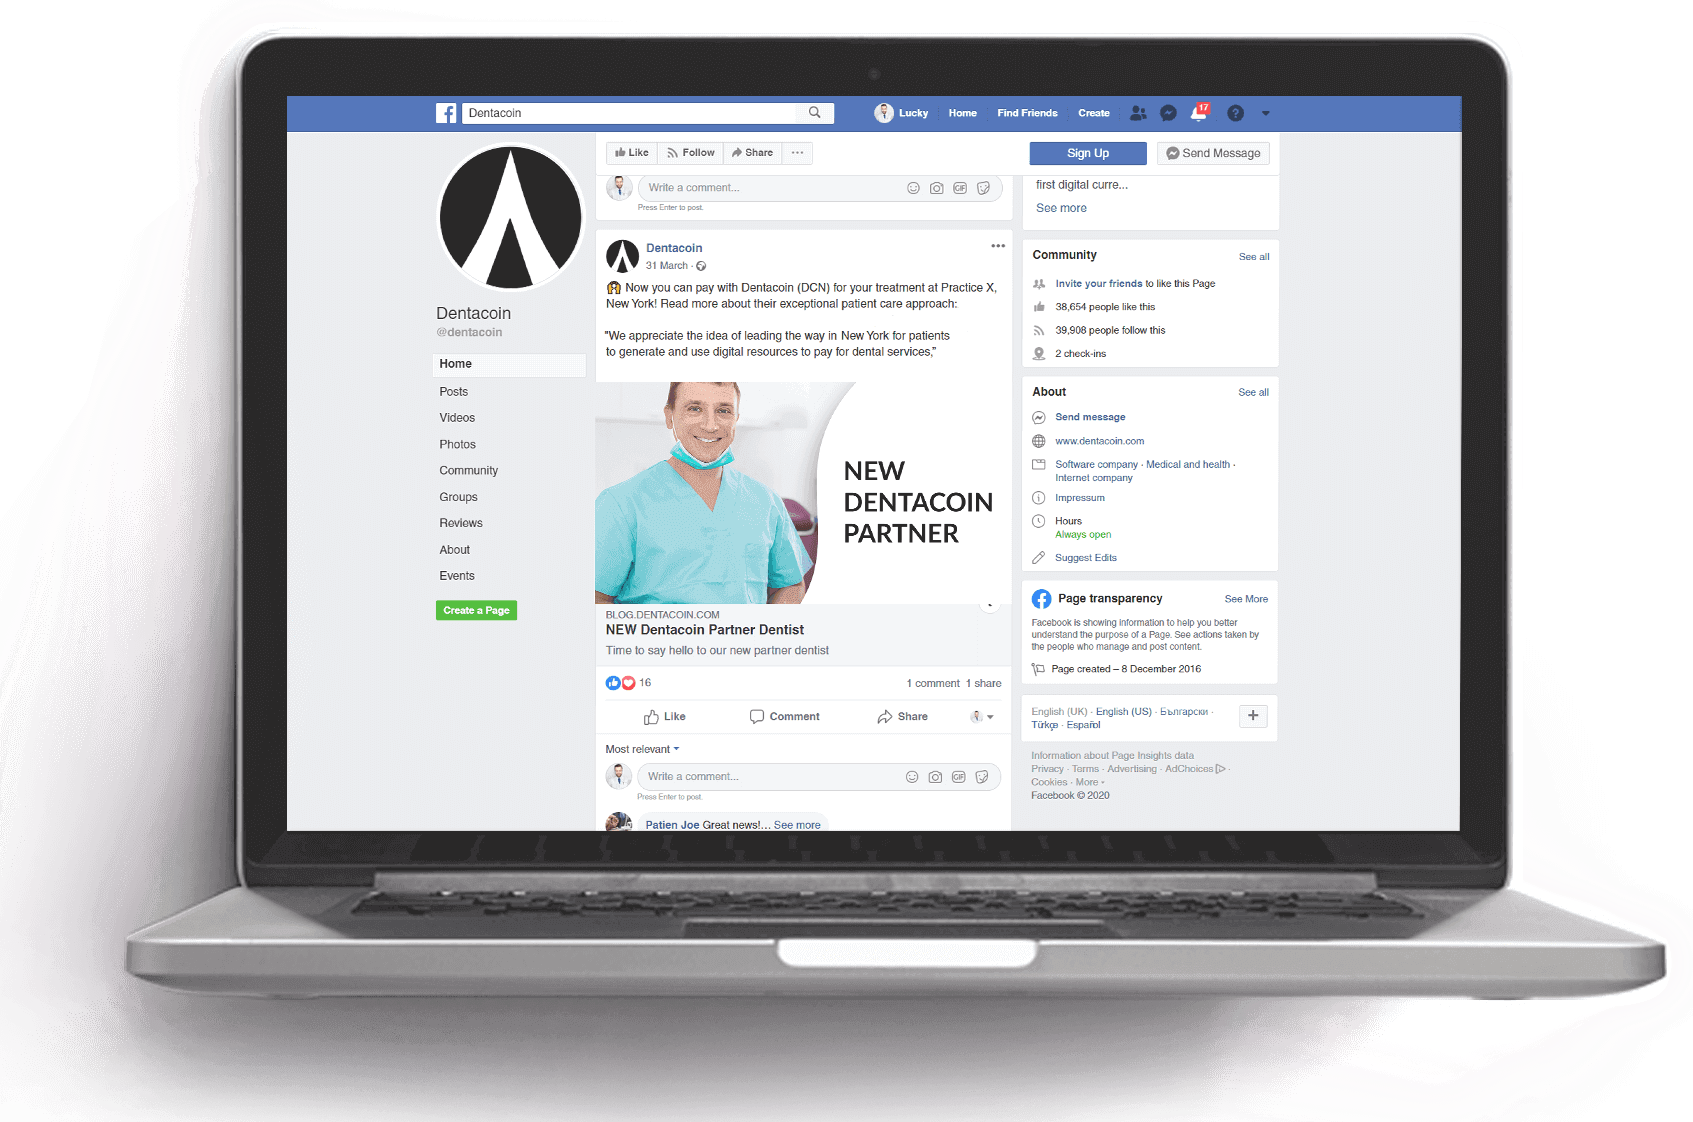 Dentacoin
Lucky
Home
Find Friends
Create
17
?
Like
Follow
Share
Sign Up
Send Message
Dentacoin
@dentacoin
Home
Posts
Videos
Photos
Community
Groups
Reviews
About
Events
Create a Page
Write a comment...
GIF
Press Enter to post.
Dentacoin
31 March ·
Now you can pay with Dentacoin (DCN) for your treatment at Practice X,
New York! Read more about their exceptional patient care approach:
"We appreciate the idea of leading the way in New York for patients
to generate and use digital resources to pay for dental services,"
NEW
DENTACOIN
PARTNER
BLOG.DENTACOIN.COM
NEW Dentacoin Partner Dentist
Time to say hello to our new partner dentist
16
1 comment 1 share
Like
Comment
Share
Most relevant
Write a comment...
GIF
Press Enter to post.
Patien Joe Great news!... See more
first digital curre...
See more
Community
See all
Invite your friends to like this Page
38,654 people like this
39,908 people follow this
2 check-ins
About
See all
Send message
www.dentacoin.com
Software company · Medical and health ·
Internet company
Impressum
Hours
Always open
Suggest Edits
Page transparency
See More
Facebook is showing information to help you better
understand the purpose of a Page. See actions taken by
the people who manage and post content.
Page created – 8 December 2016
English (UK) · English (US) · Български ·
Türkçe · Español
Information about Page Insights data
Privacy · Terms · Advertising · AdChoices ·
Cookies · More
Facebook © 2020